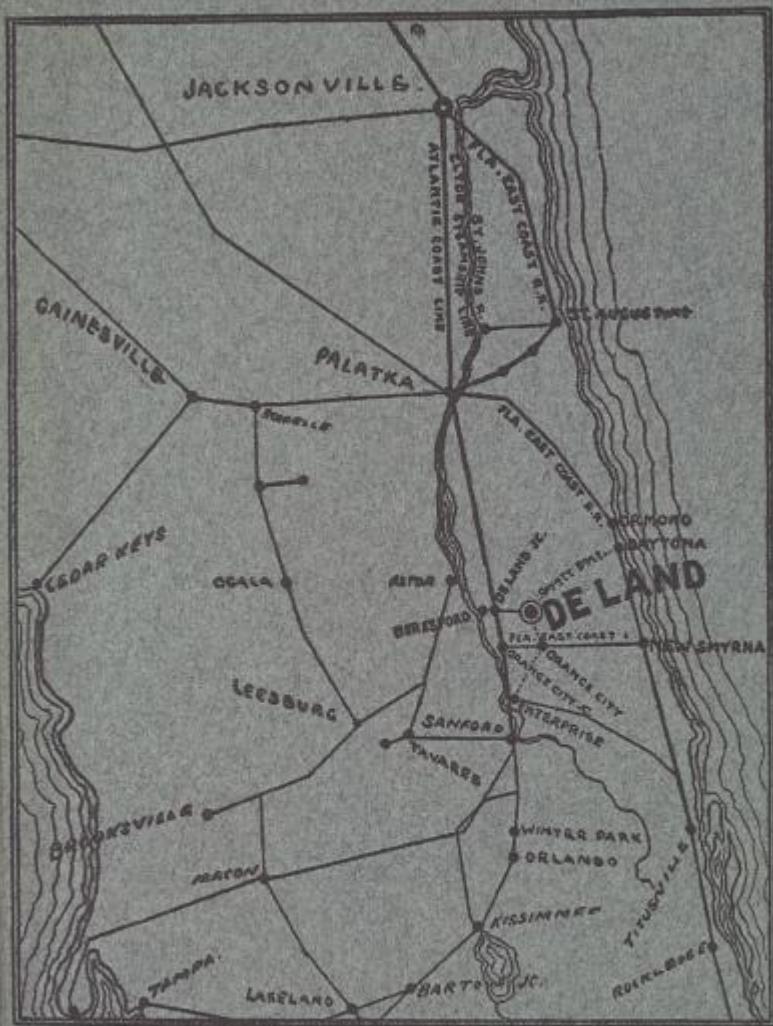 JACKSONVILLE.
FLA. EAST COAST R.R.
ATLANTIC COAST LINE
CLYDE STEAMSHIP LINE
ST. JOHNS R.
ST. AUGUSTINE
GAINESVILLE
PALATKA
ROCHELLE
FLA. EAST COAST R.R.
ORMOND
DAYTONA
CEDAR KEYS
OCALA
ASTOR
DE LAND JC.
DE LAND
BERESFORD
FLA. EAST COAST
NEW SMYRNA
ORANGE CITY
ORANGE CITY JC
LEESBURG
SANFORD
ENTERPRISE
TAVARES
BROOKSVILLE
WINTER PARK
ORLANDO
MACON
TITUSVILLE
KISSIMMEE
ROCKLEDGE
TAMPA.
LAKELAND
BARTOW JC.